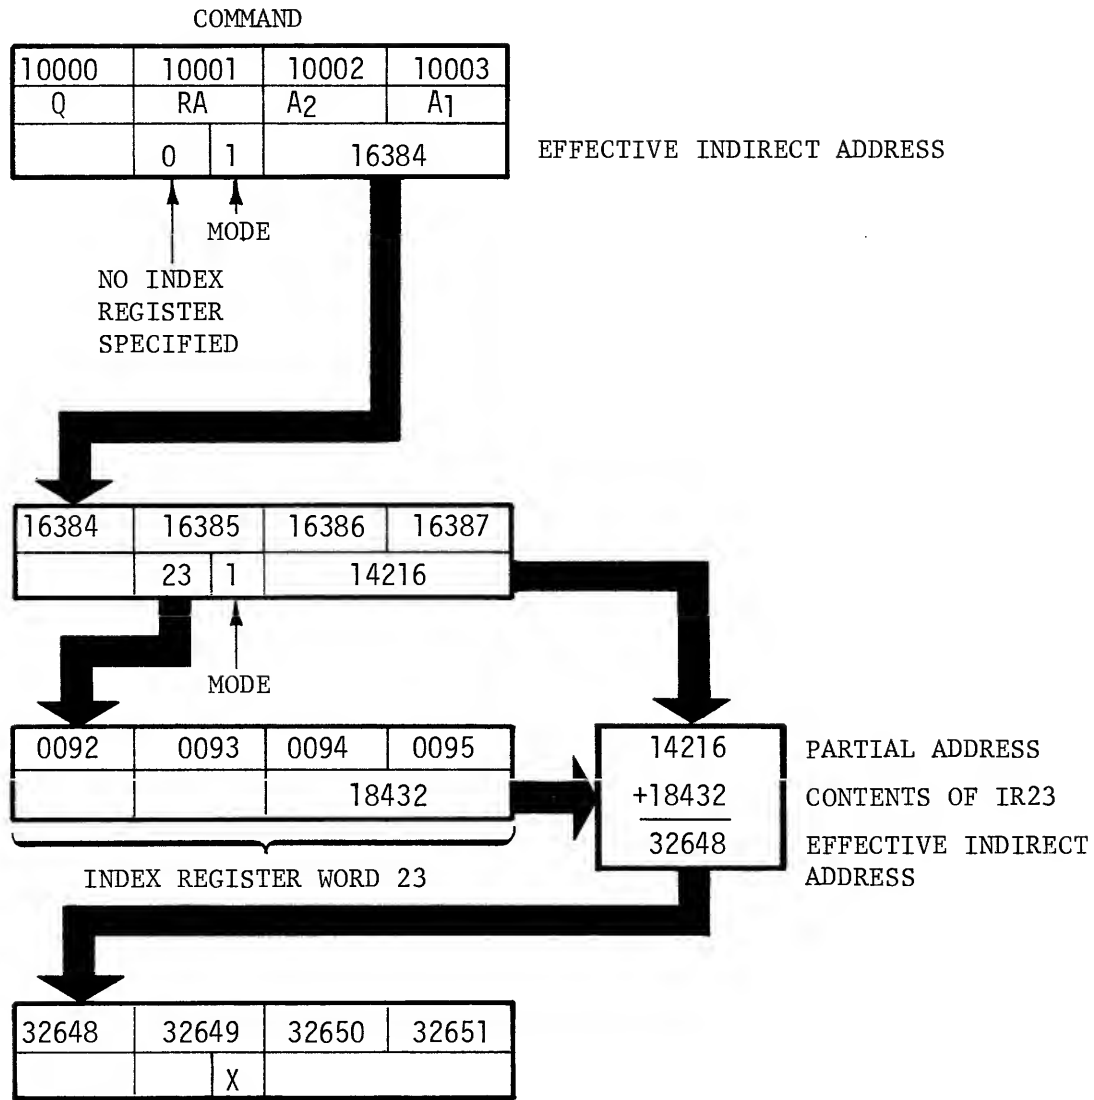 COMMAND
10000 10001 10002 10003
Q RA A2 A1
0 1 16384
EFFECTIVE INDIRECT ADDRESS
MODE
NO INDEX
REGISTER
SPECIFIED
16384 16385 16386 16387
23 1 14216
MODE
0092 0093 0094 0095
18432
INDEX REGISTER WORD 23
14216 PARTIAL ADDRESS
+18432 CONTENTS OF IR23
32648 EFFECTIVE INDIRECT
ADDRESS
32648 32649 32650 32651
X